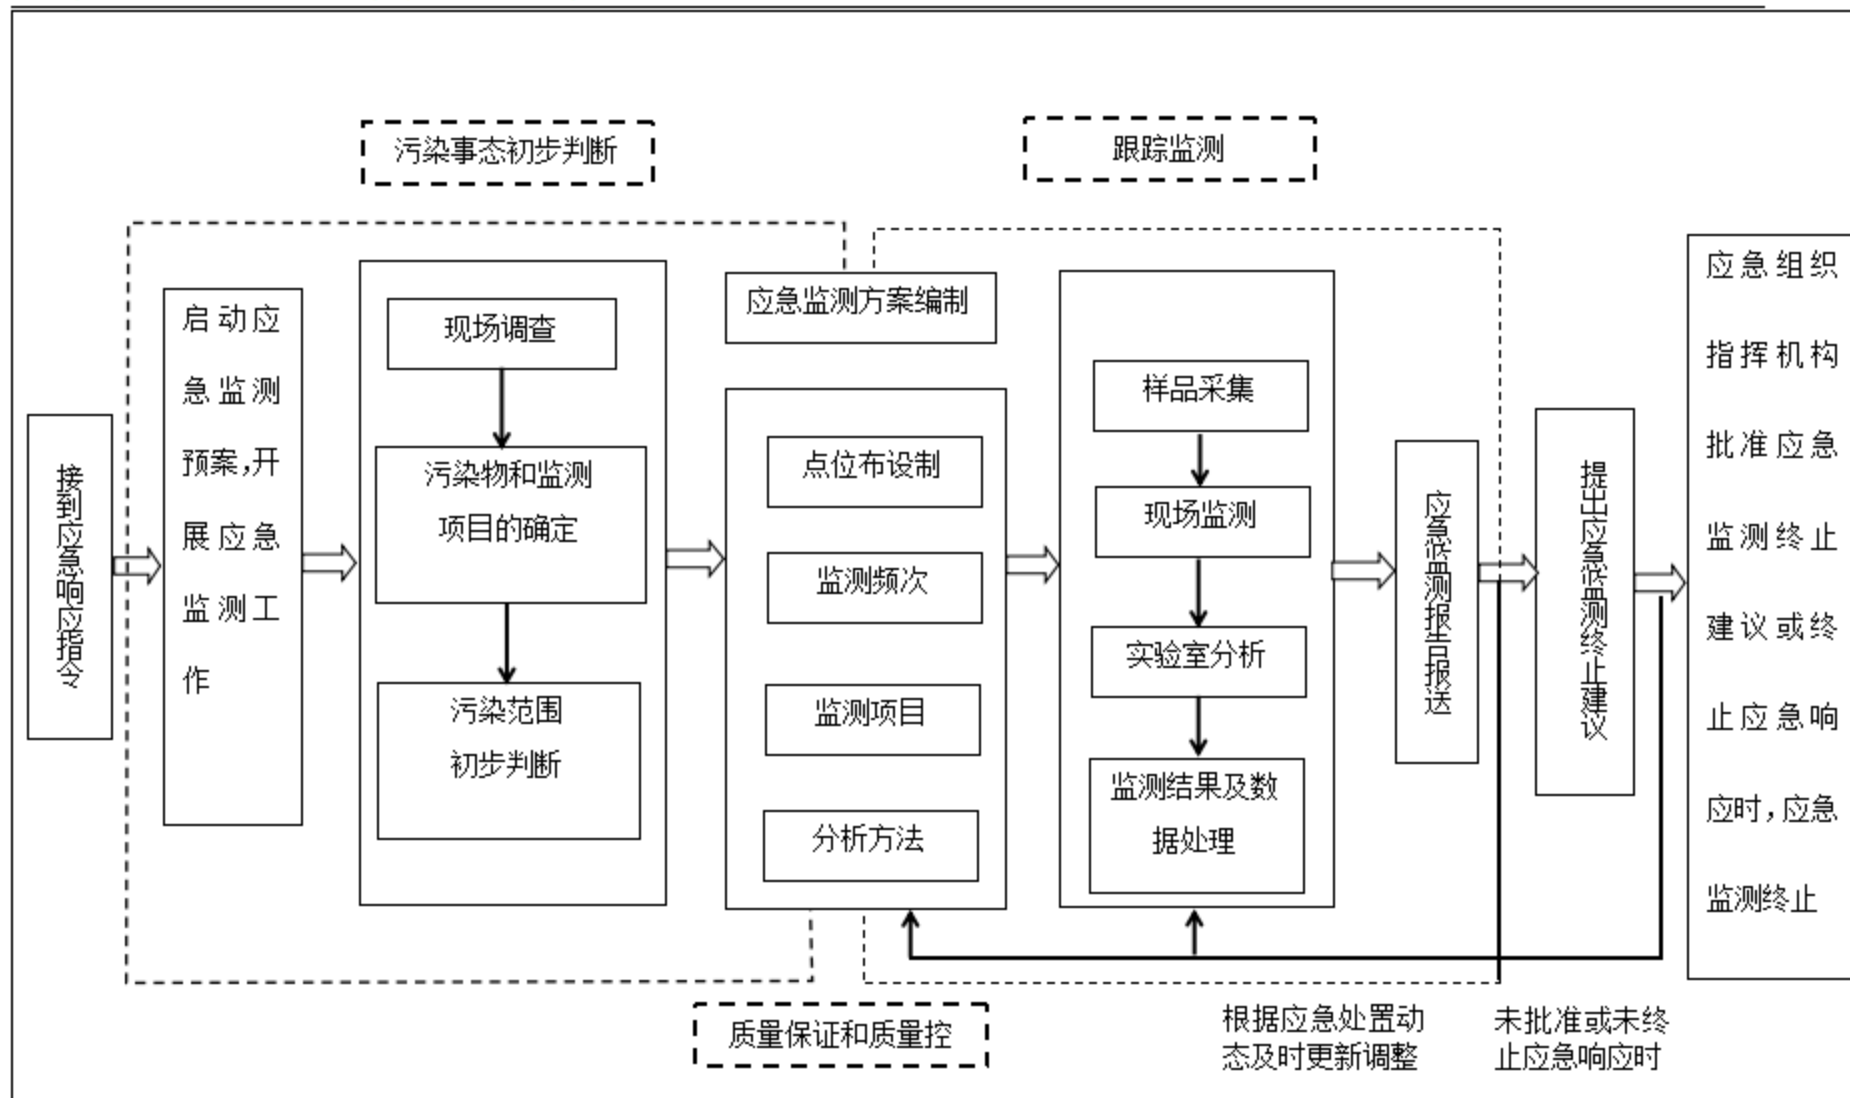 污染事态初步判断
跟踪监测
接到应急响应指令
启动应
急监测
预案,开
展应急
监测工
作
现场调查
污染物和监测
项目的确定
污染范围
初步判断
应急监测方案编制
点位布设制
监测频次
监测项目
分析方法
样品采集
现场监测
实验室分析
监测结果及数
据处理
应急监测报告报送
提出应急监测终止建议
应急组织
指挥机构
批准应急
监测终止
建议或终
止应急响
应时,应急
监测终止
质量保证和质量控
根据应急处置动
态及时更新调整
未批准或未终
止应急响应时